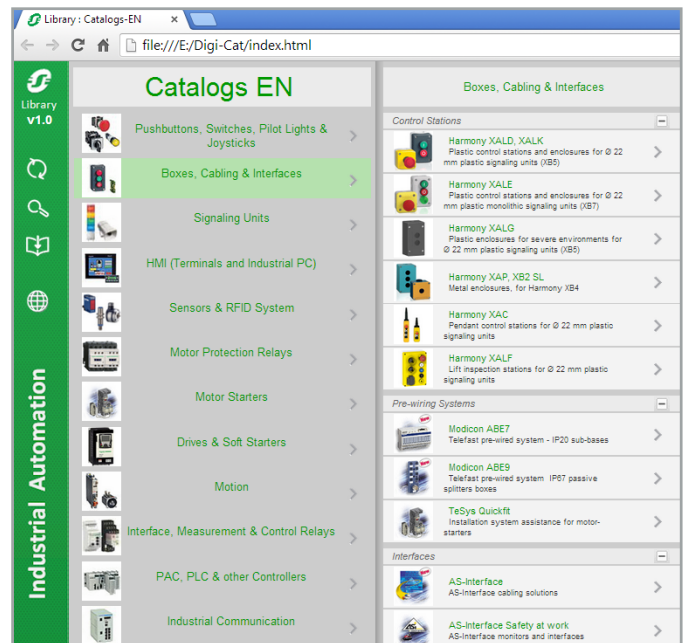 Library : Catalogs-EN
file:///E:/Digi-Cat/index.html
Library
v1.0
Industrial Automation
Catalogs EN
Pushbuttons, Switches, Pilot Lights &
Joysticks
Boxes, Cabling & Interfaces
Signaling Units
HMI (Terminals and Industrial PC)
Sensors & RFID System
Motor Protection Relays
Motor Starters
Drives & Soft Starters
Motion
Interface, Measurement & Control Relays
PAC, PLC & other Controllers
Industrial Communication
Boxes, Cabling & Interfaces
Control Stations
Harmony XALD, XALK
Plastic control stations and enclosures for Ø 22
mm plastic signaling units (XB5)
Harmony XALE
Plastic control stations and enclosures for Ø 22
mm plastic monolithic signaling units (XB7)
Harmony XALG
Plastic enclosures for severe environments for
Ø 22 mm plastic signaling units (XB5)
Harmony XAP, XB2 SL
Metal enclosures, for Harmony XB4
Harmony XAC
Pendant control stations for Ø 22 mm plastic
signaling units
Harmony XALF
Lift inspection stations for Ø 22 mm plastic
signaling units
Pre-wiring Systems
Modicon ABE7
Telefast pre-wired system - IP20 sub-bases
Modicon ABE9
Telefast pre-wired system IP67 passive
splitters boxes
TeSys Quickfit
Installation system assistance for motor-
starters
Interfaces
AS-Interface
AS-Interface cabling solutions
AS-Interface Safety at work
AS-Interface monitors and interfaces